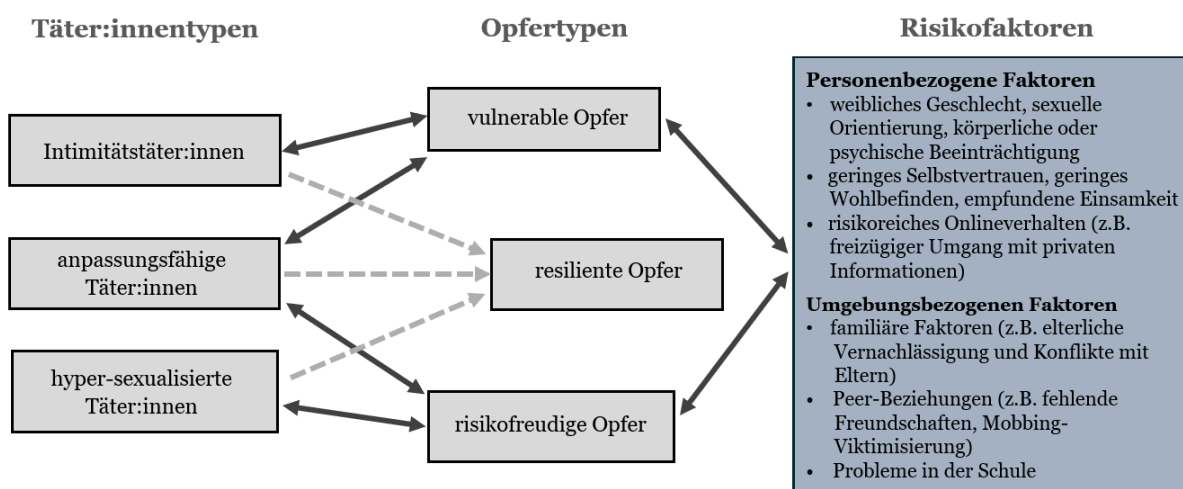 Täter:innentypen
Opfertypen
Risikofaktoren
Intimitätstäter:innen
anpassungsfähige
Täter:innen
hyper-sexualisierte
Täter:innen
vulnerable Opfer
resiliente Opfer
risikofreudige Opfer
Personenbezogene Faktoren
• weibliches Geschlecht, sexuelle
Orientierung, körperliche oder
psychische Beeinträchtigung
• geringes Selbstvertrauen, geringes
Wohlbefinden, empfundene Einsamkeit
• risikoreiches Onlineverhalten (z.B.
freizügiger Umgang mit privaten
Informationen)
Umgebungsbezogenen Faktoren
• familiäre Faktoren (z.B. elterliche
Vernachlässigung und Konflikte mit
Eltern)
• Peer-Beziehungen (z.B. fehlende
Freundschaften, Mobbing-
Viktimisierung)
• Probleme in der Schule